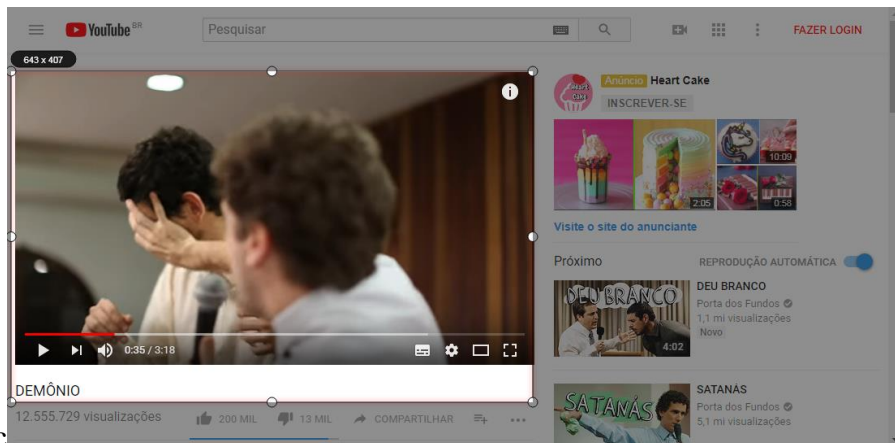 YouTube BR
Pesquisar
FAZER LOGIN
643 x 407
0:35 / 3:18
DEMÔNIO
12.555.729 visualizações
200 MIL
13 MIL
COMPARTILHAR
Heart Cake
Anúncio Heart Cake
INSCREVER-SE
10:09
2:05
0:58
Visite o site do anunciante
Próximo
REPRODUÇÃO AUTOMÁTICA
DEU BRANCO
4:02
DEU BRANCO
Porta dos Fundos
1,1 mi visualizações
Novo
SATANÁS
SATANÁS
Porta dos Fundos
5,1 mi visualizações